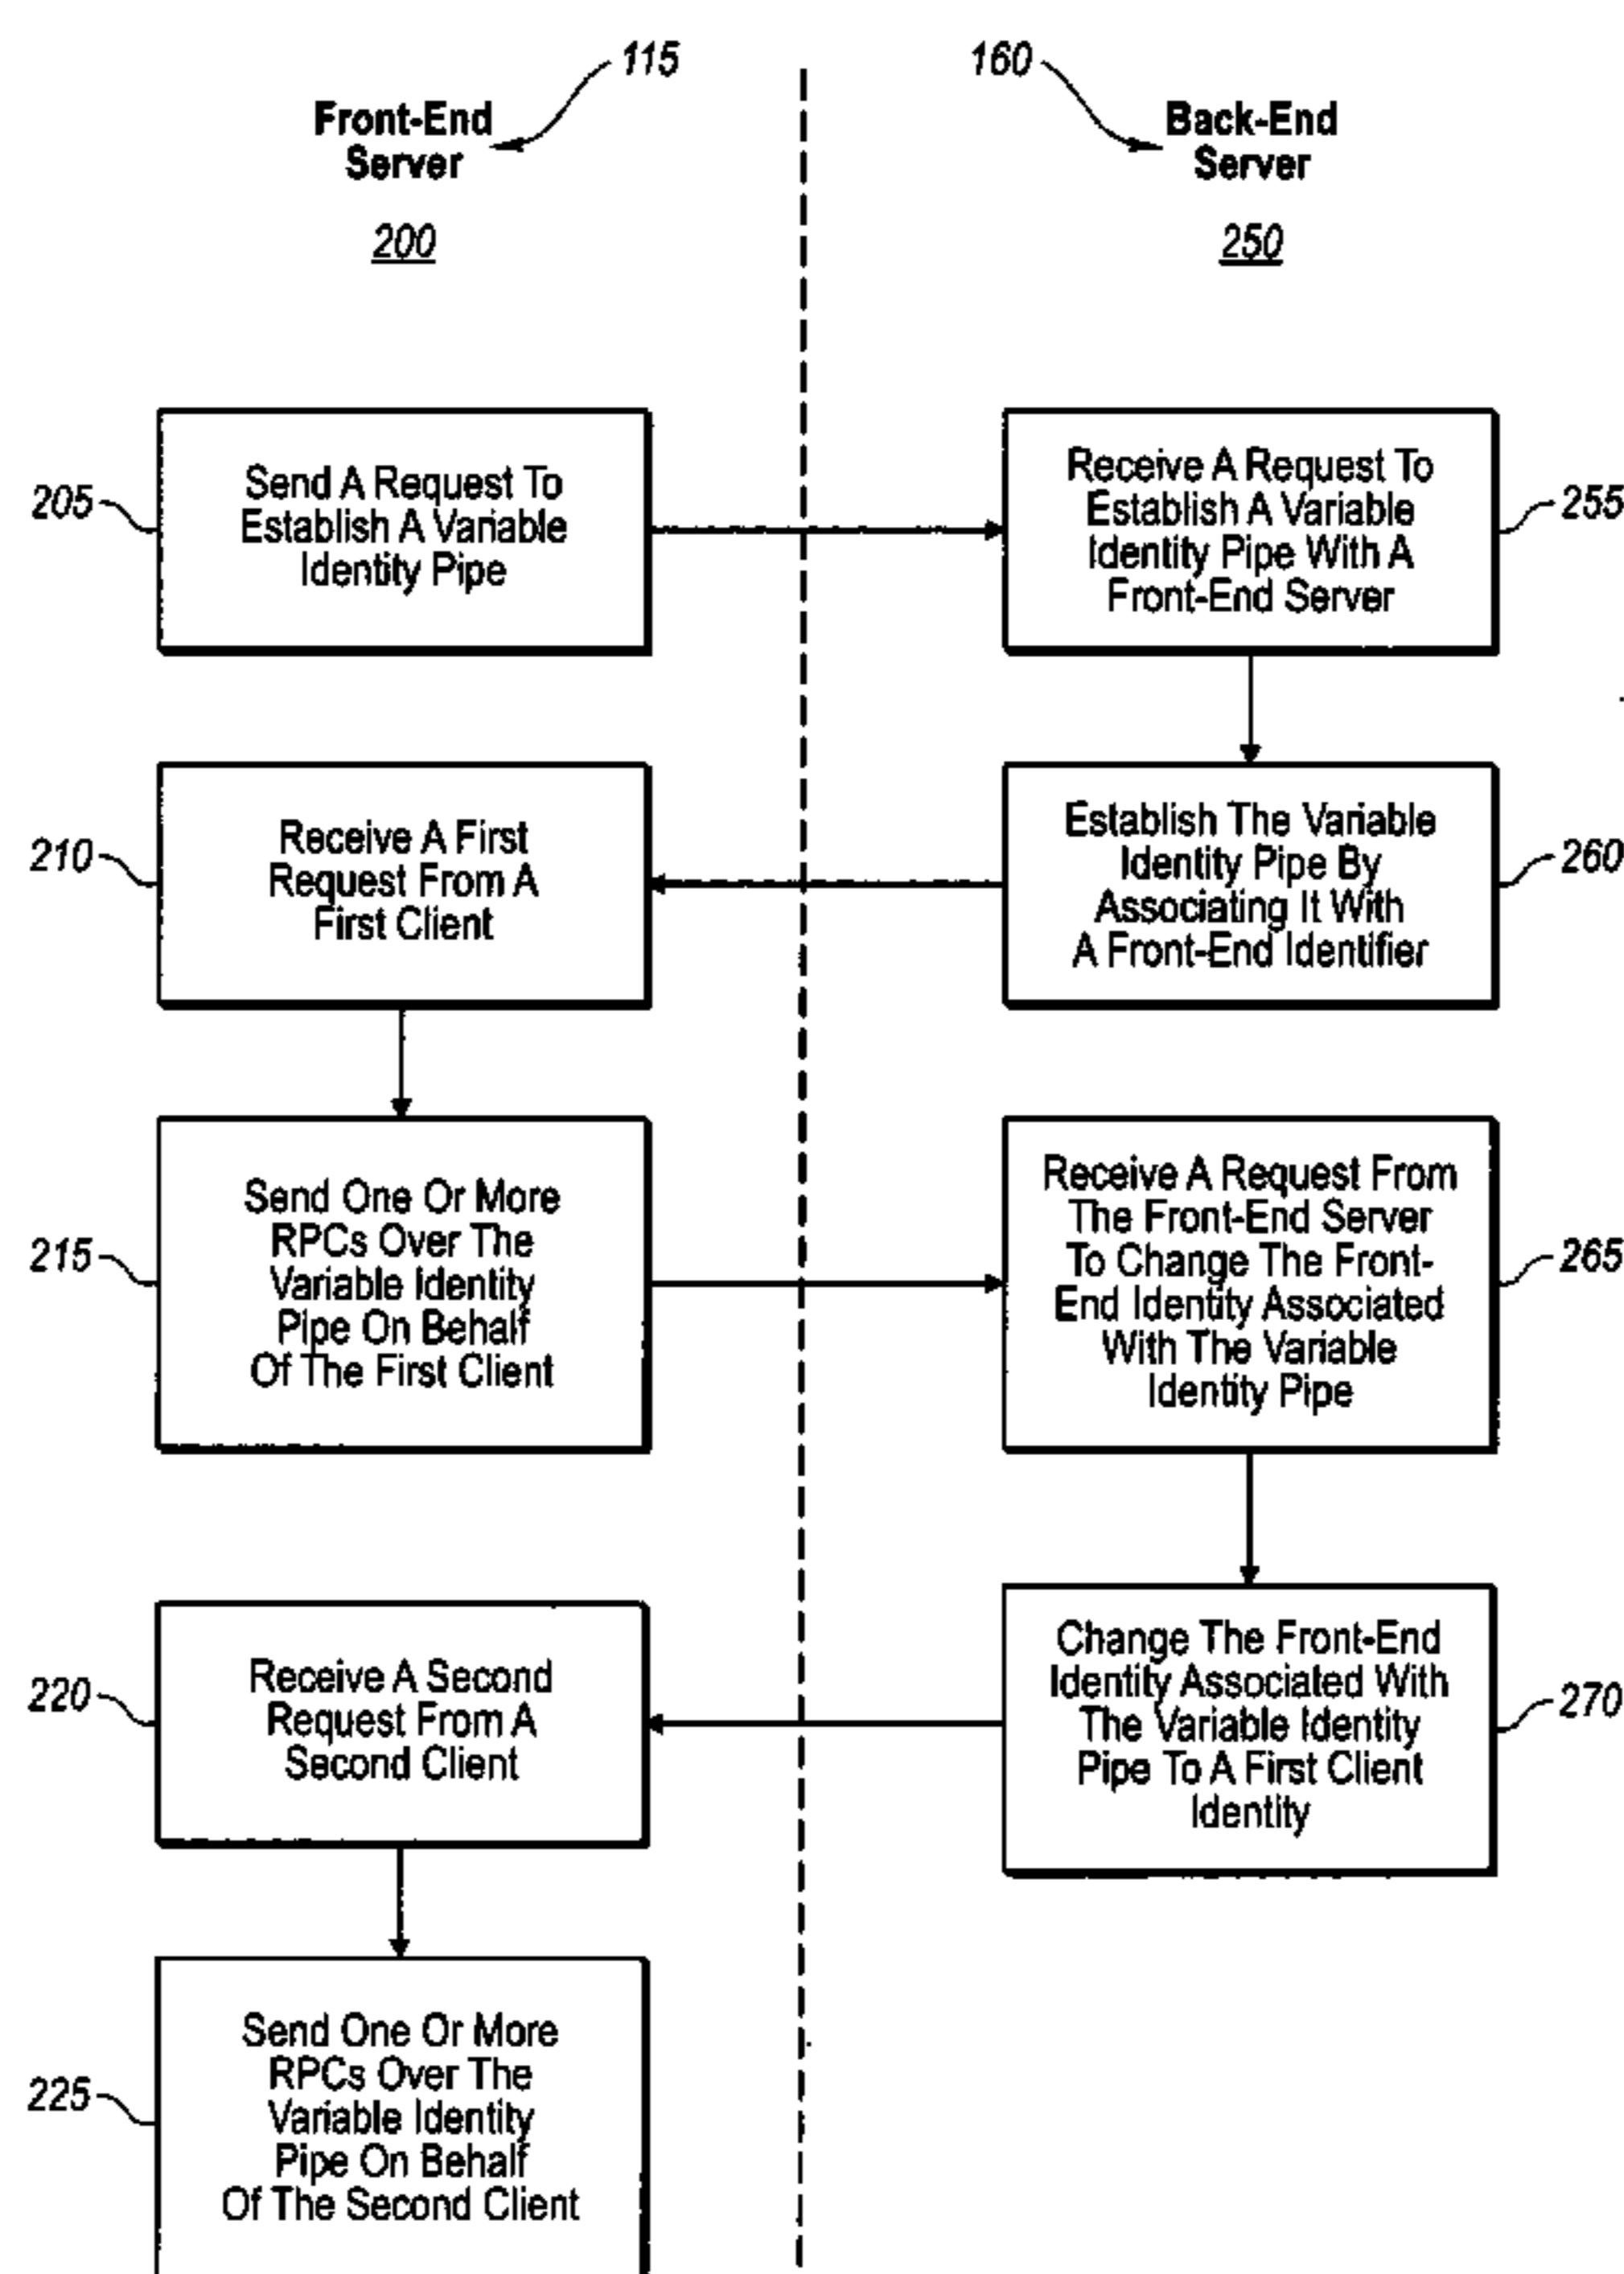 115
160
Front-End
Server
200
Back-End
Server
250
205
Send A Request To
Establish A Variable
Identity Pipe
Receive A Request To
Establish A Variable
Identity Pipe With A
Front-End Server
255
210
Receive A First
Request From A
First Client
Establish The Variable
Identity Pipe By
Associating It With
A Front-End Identifier
260
215
Send One Or More
RPCs Over The
Variable Identity
Pipe On Behalf
Of The First Client
Receive A Request From
The Front-End Server
To Change The Front-
End Identity Associated
With The Variable
Identity Pipe
265
220
Receive A Second
Request From A
Second Client
Change The Front-End
Identity Associated With
The Variable Identity
Pipe To A First Client
Identity
270
225
Send One Or More
RPCs Over The
Variable Identity
Pipe On Behalf
Of The Second Client